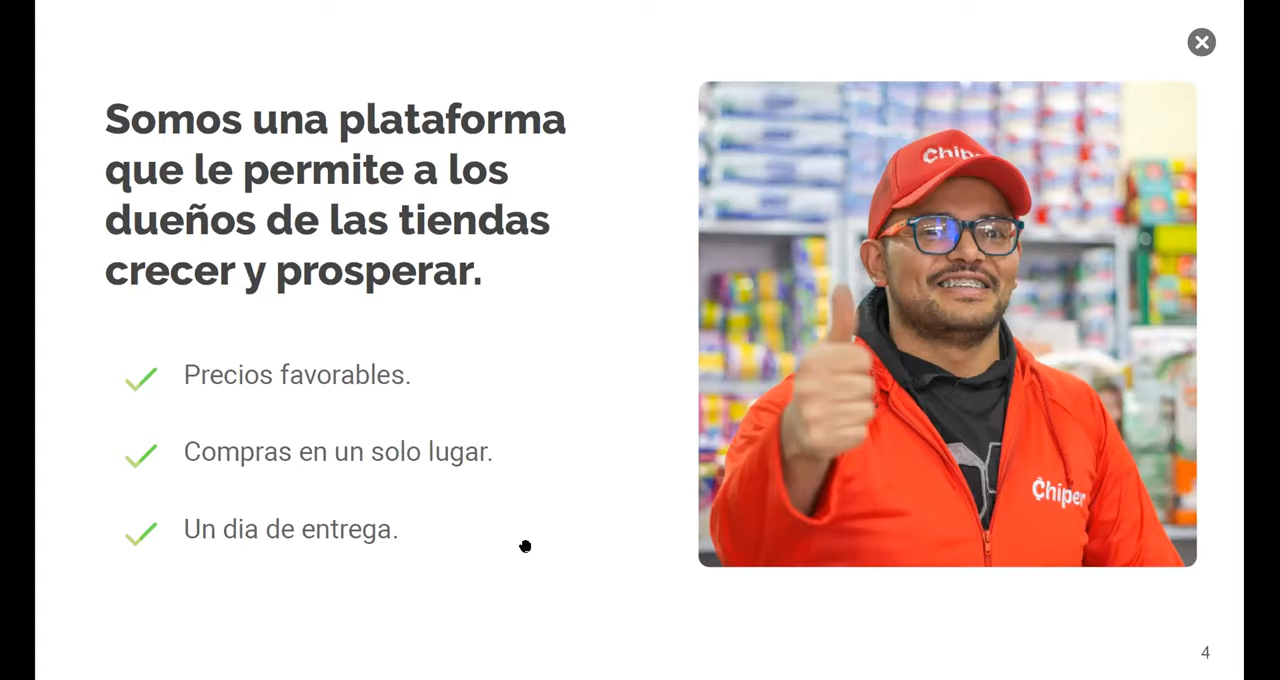 Somos una plataforma
que le permite a los
dueños de las tiendas
crecer y prosperar.
Precios favorables.
Compras en un solo lugar.
Un dia de entrega.
Chiper
Chiper
4